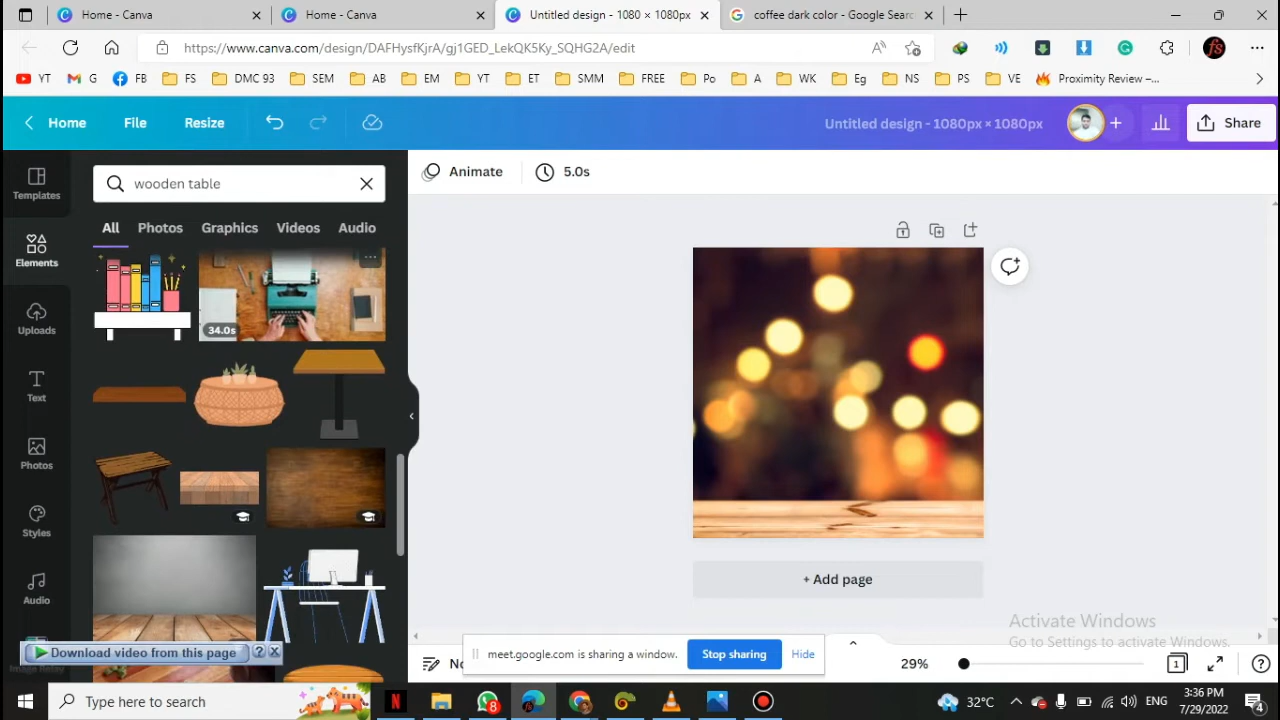 Home - Canva
Home - Canva
Untitled design - 1080 × 1080px
coffee dark color - Google Search
https://www.canva.com/design/DAFHysfKjrA/gj1GED_LeKQK5Ky_SQHG2A/edit
YT
G
FB
FS
DMC 93
SEM
AB
EM
YT
ET
SMM
FREE
Po
A
WK
Eg
NS
PS
VE
Proximity Review –...
Home
File
Resize
Untitled design - 1080px × 1080px
Share
Templates
Elements
Uploads
Text
Photos
Styles
Audio
wooden table
All
Photos
Graphics
Videos
Audio
34.0s
Animate
5.0s
+ Add page
Activate Windows
Go to Settings to activate Windows.
Download video from this page
meet.google.com is sharing a window.
Stop sharing
Hide
29%
1
Type here to search
8
32°C
ENG
3:36 PM
7/29/2022
4